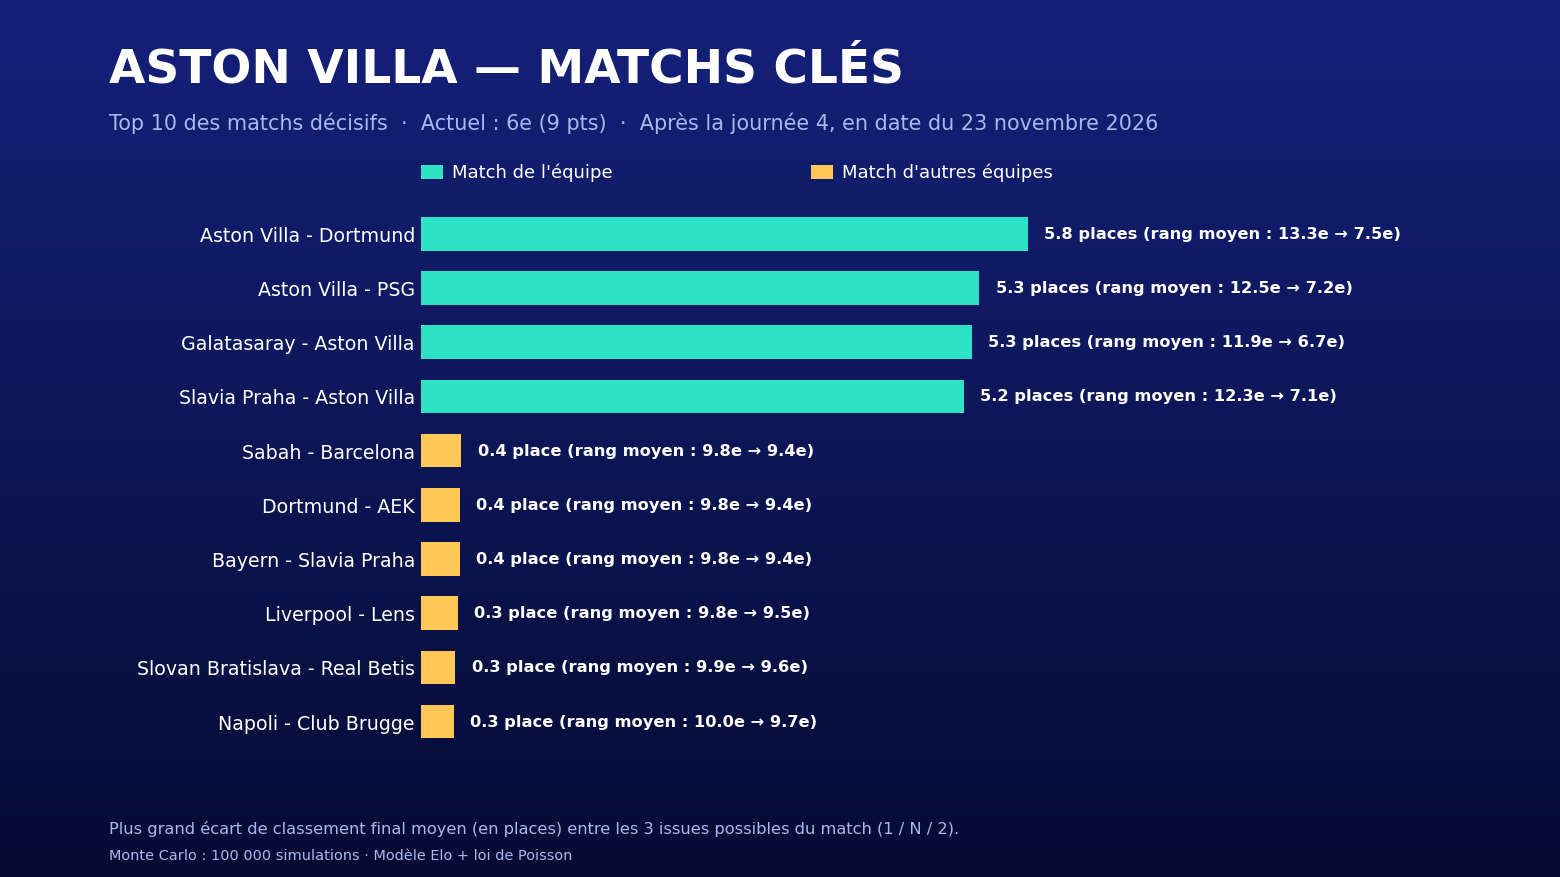 ASTON VILLA — MATCHS CLÉS
Top 10 des matchs décisifs · Actuel : 6e (9 pts) · Après la journée 4, en date du 23 novembre 2026
Match de l'équipe
Match d'autres équipes
Aston Villa - Dortmund 5.8 places (rang moyen : 13.3e → 7.5e)
Aston Villa - PSG 5.3 places (rang moyen : 12.5e → 7.2e)
Galatasaray - Aston Villa 5.3 places (rang moyen : 11.9e → 6.7e)
Slavia Praha - Aston Villa 5.2 places (rang moyen : 12.3e → 7.1e)
Sabah - Barcelona 0.4 place (rang moyen : 9.8e → 9.4e)
Dortmund - AEK 0.4 place (rang moyen : 9.8e → 9.4e)
Bayern - Slavia Praha 0.4 place (rang moyen : 9.8e → 9.4e)
Liverpool - Lens 0.3 place (rang moyen : 9.8e → 9.5e)
Slovan Bratislava - Real Betis 0.3 place (rang moyen : 9.9e → 9.6e)
Napoli - Club Brugge 0.3 place (rang moyen : 10.0e → 9.7e)
Plus grand écart de classement final moyen (en places) entre les 3 issues possibles du match (1 / N / 2).
Monte Carlo : 100 000 simulations · Modèle Elo + loi de Poisson